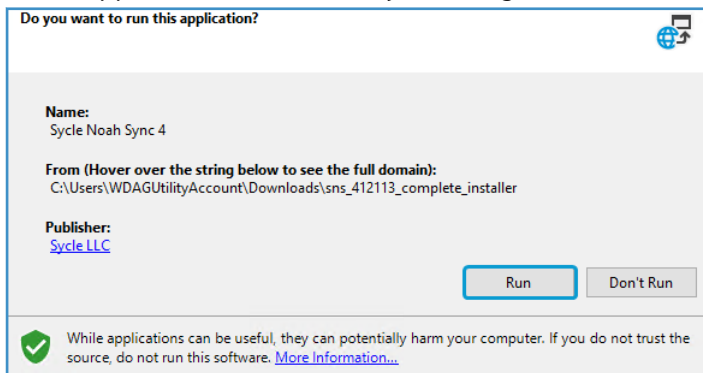 Do you want to run this application?
Name:
Sycle Noah Sync 4
From (Hover over the string below to see the full domain):
C:\Users\WDAGUtilityAccount\Downloads\sns_412113_complete_installer
Publisher:
Sycle LLC
Run
Don't Run
While applications can be useful, they can potentially harm your computer. If you do not trust the
source, do not run this software. More Information...